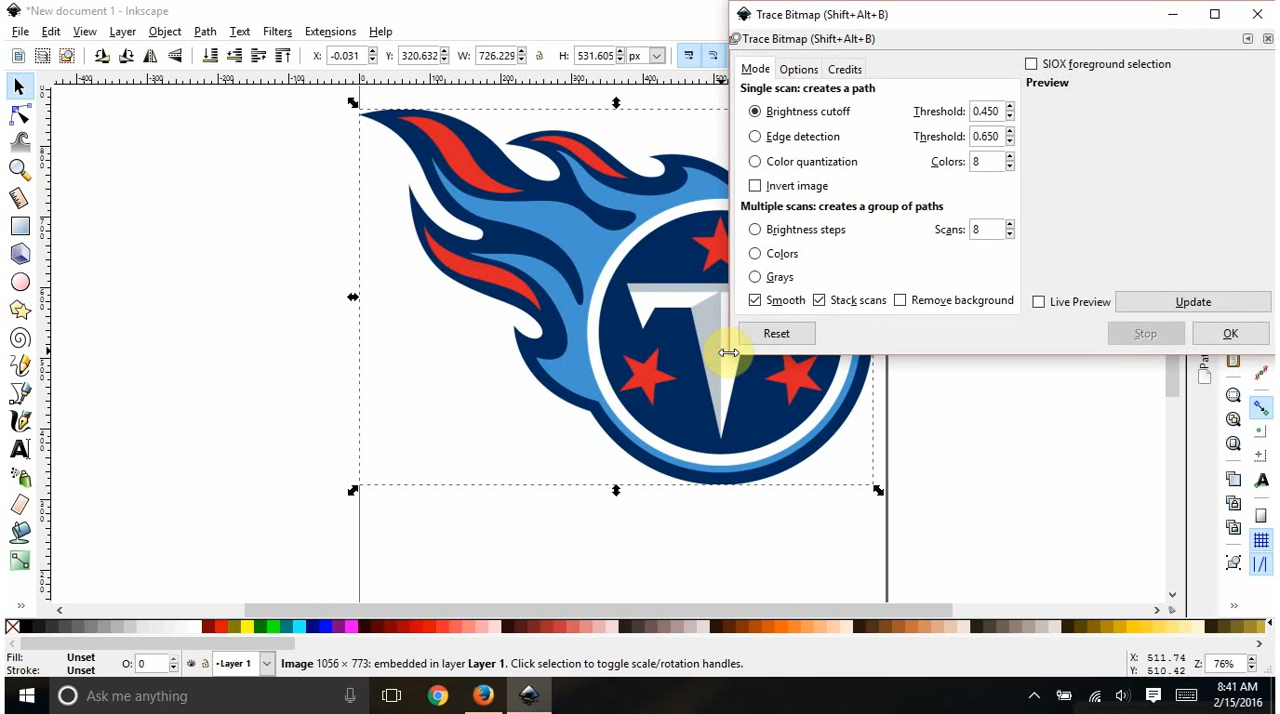 *New document 1 - Inkscape
File Edit View Layer Object Path Text Filters Extensions Help
X: -0.031 Y: 320.632 W: 726.229 H: 531.605 px
Trace Bitmap (Shift+Alt+B)
Trace Bitmap (Shift+Alt+B)
Mode Options Credits
SIOX foreground selection
Single scan: creates a path
Preview
Brightness cutoff Threshold: 0.450
Edge detection Threshold: 0.650
Color quantization Colors: 8
Invert image
Multiple scans: creates a group of paths
Brightness steps Scans: 8
Colors
Grays
Smooth Stack scans Remove background
Live Preview Update
Reset Stop OK
Fill: Unset
Stroke: Unset
O: 0
Layer 1
Image 1056 × 773: embedded in layer Layer 1. Click selection to toggle scale/rotation handles.
X: 511.74
Y: 510.42
Z: 76%
Ask me anything
8:41 AM
2/15/2016